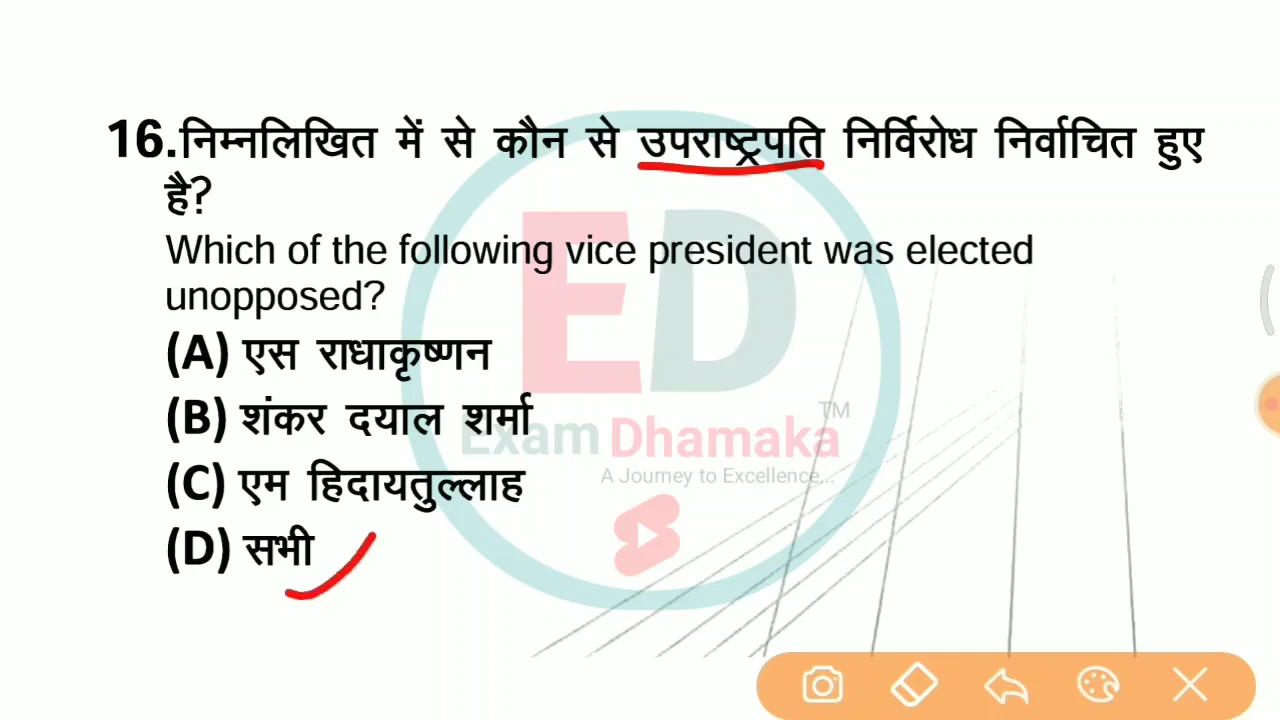 16.निम्नलिखित में से कौन से उपराष्ट्रपति निर्विरोध निर्वाचित हुए
है?
Which of the following vice president was elected
unopposed?
(A) एस राधाकृष्णन
(B) शंकर दयाल शर्मा
(C) एम हिदायतुल्लाह
(D) सभी
ED
Exam Dhamaka TM
A Journey to Excellence...